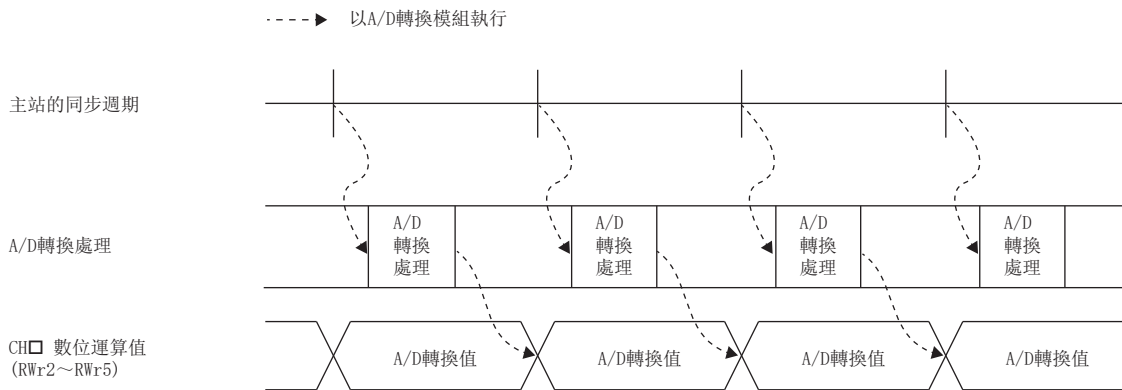 以A/D轉換模組執行
主站的同步週期
A/D轉換處理
A/D
轉換
處理
A/D
轉換
處理
A/D
轉換
處理
A/D
轉換
處理
CH□ 數位運算值
(RWr2～RWr5)
A/D轉換值
A/D轉換值
A/D轉換值
A/D轉換值